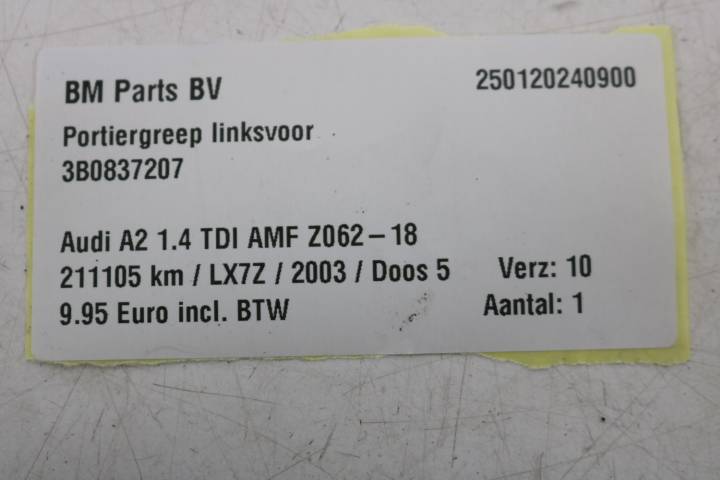 BM Parts BV 250120240900
Portiergreep linksvoor
3B0837207
Audi A2 1.4 TDI AMF Z062-18
211105 km / LX7Z / 2003 / Doos 5 Verz: 10
9.95 Euro incl. BTW Aantal: 1